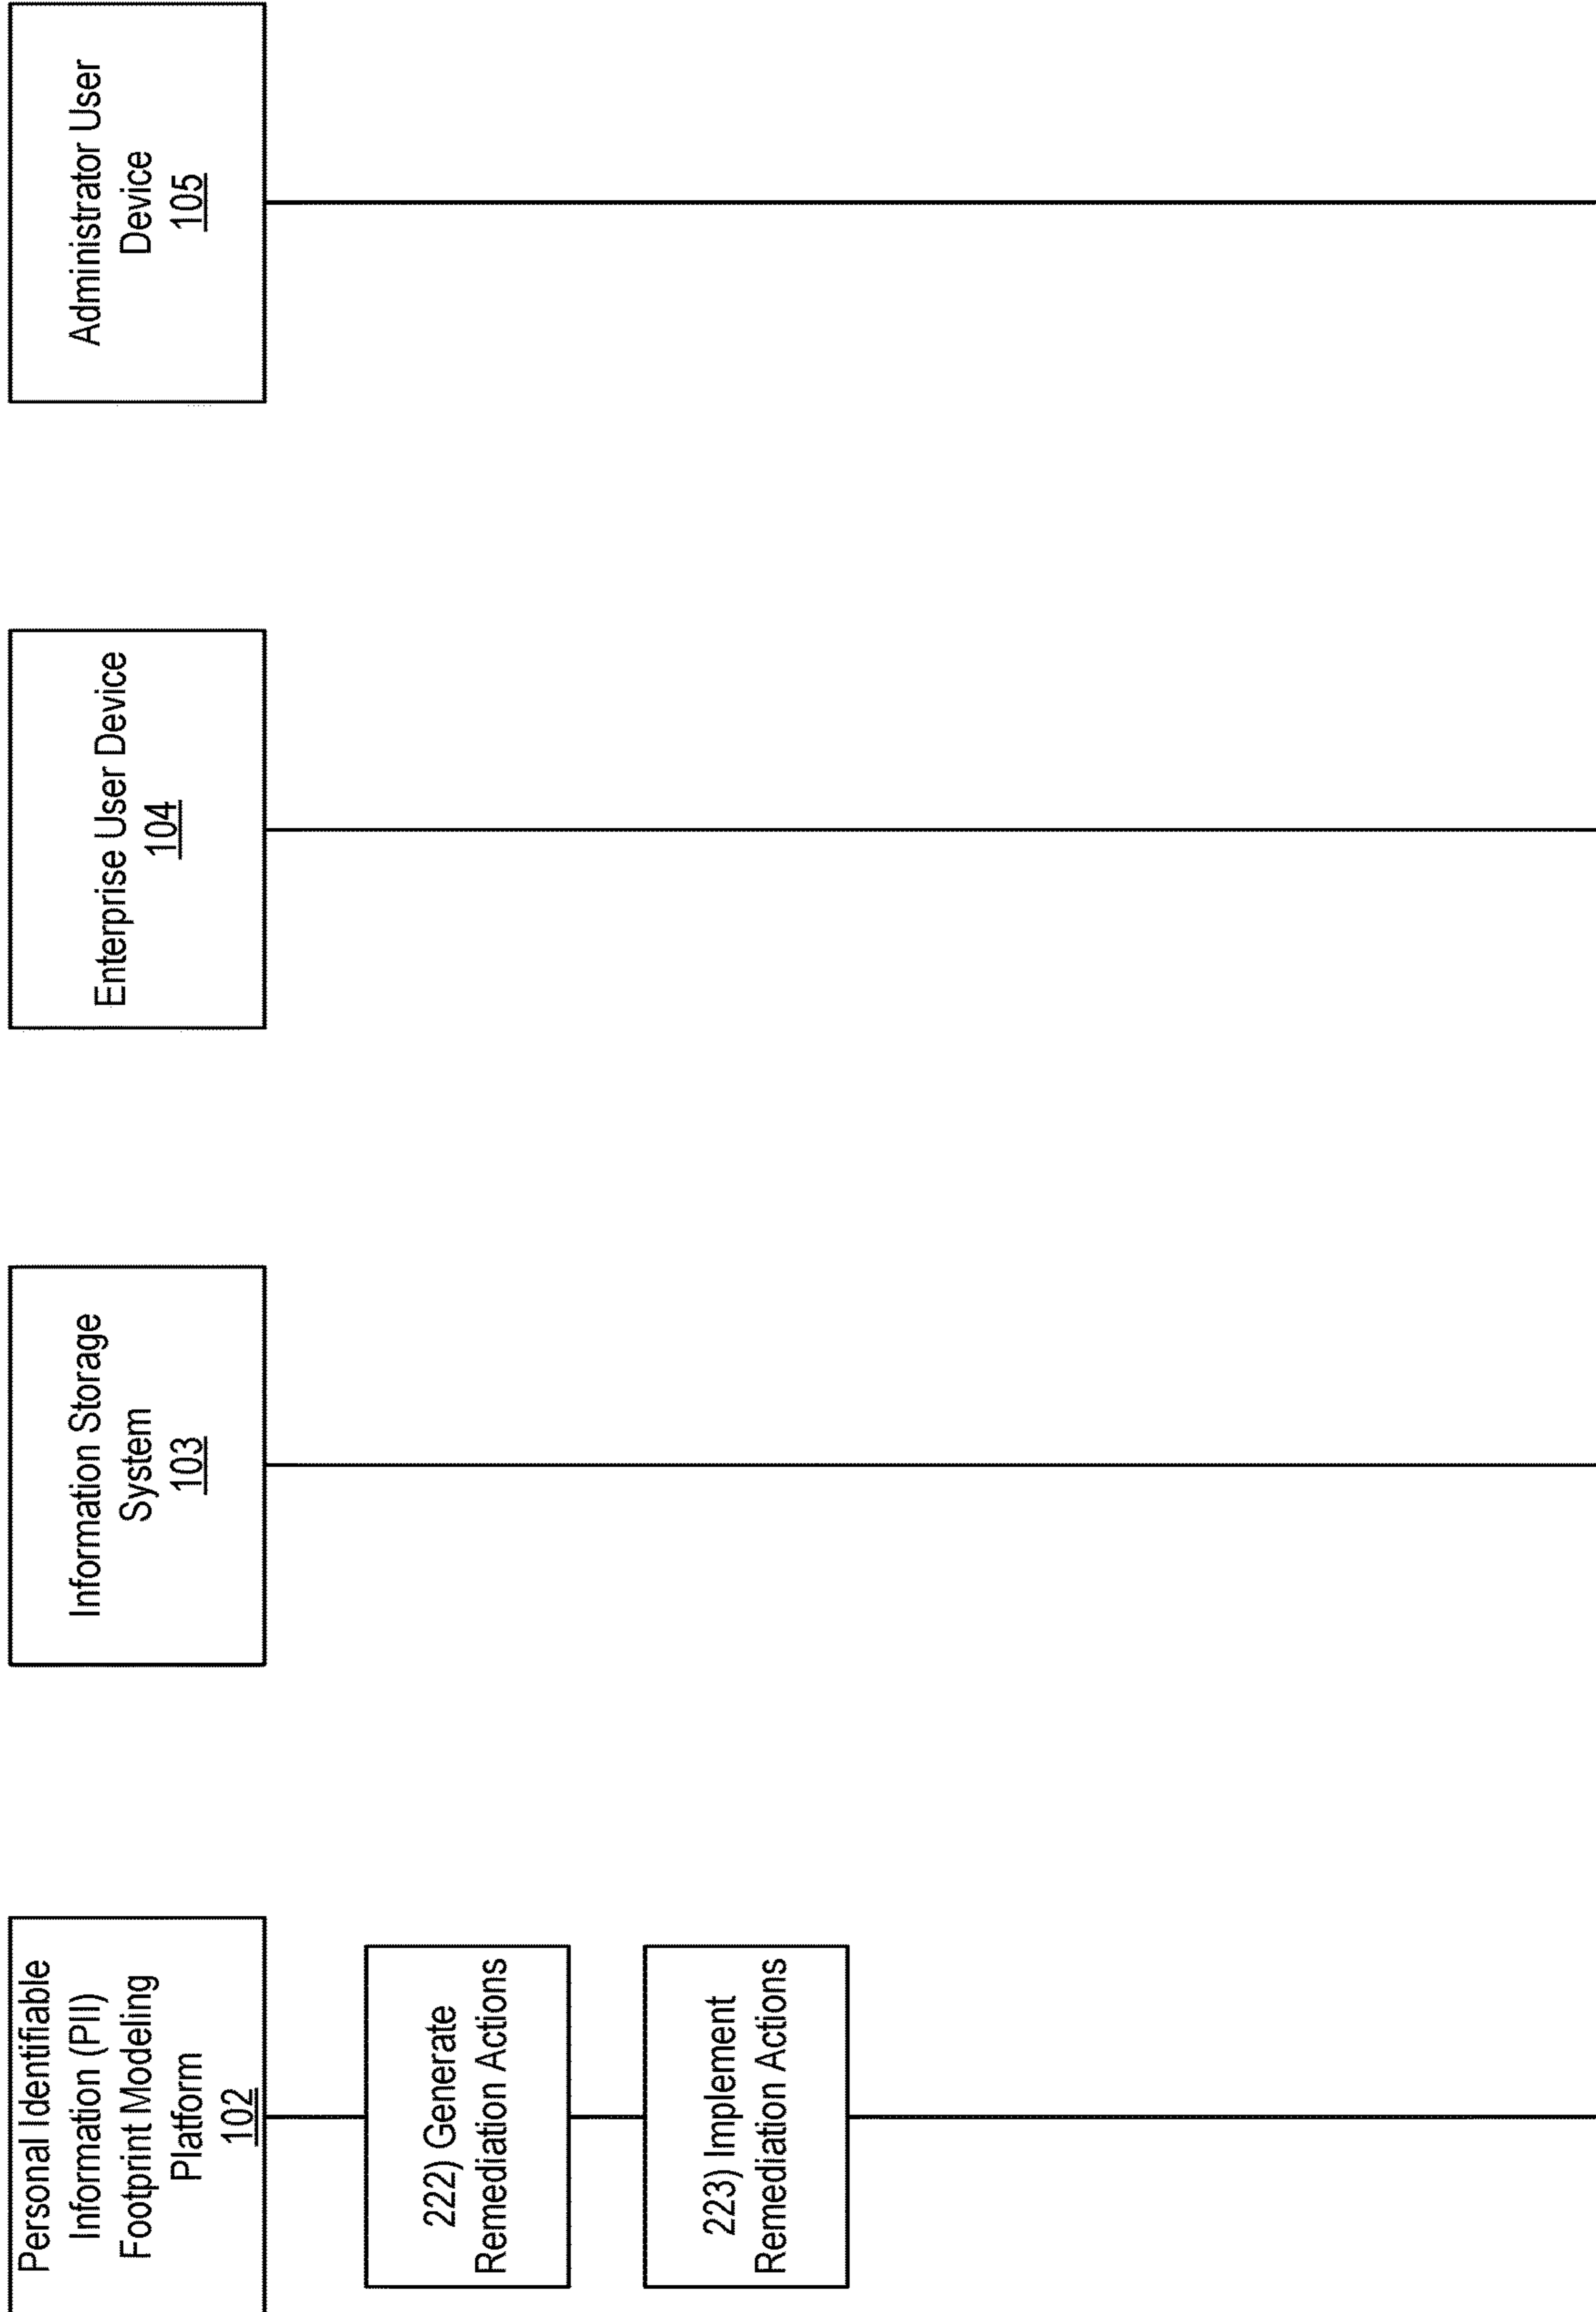 Personal Identifiable
Information (PII)
Footprint Modeling
Platform
102
Information Storage
System
103
Enterprise User Device
104
Administrator User
Device
105
222) Generate
Remediation Actions
223) Implement
Remediation Actions